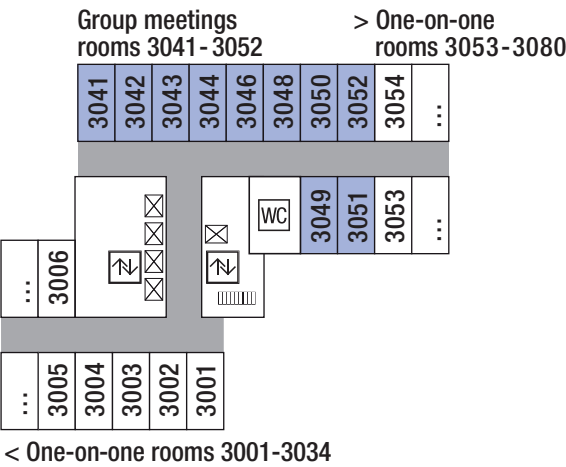 Group meetings
rooms 3041-3052
> One-on-one
rooms 3053-3080
3041 3042 3043 3044 3046 3048 3050 3052 3054 ...
WC 3049 3051 3053 ...
... 3006
... 3005 3004 3003 3002 3001
< One-on-one rooms 3001-3034